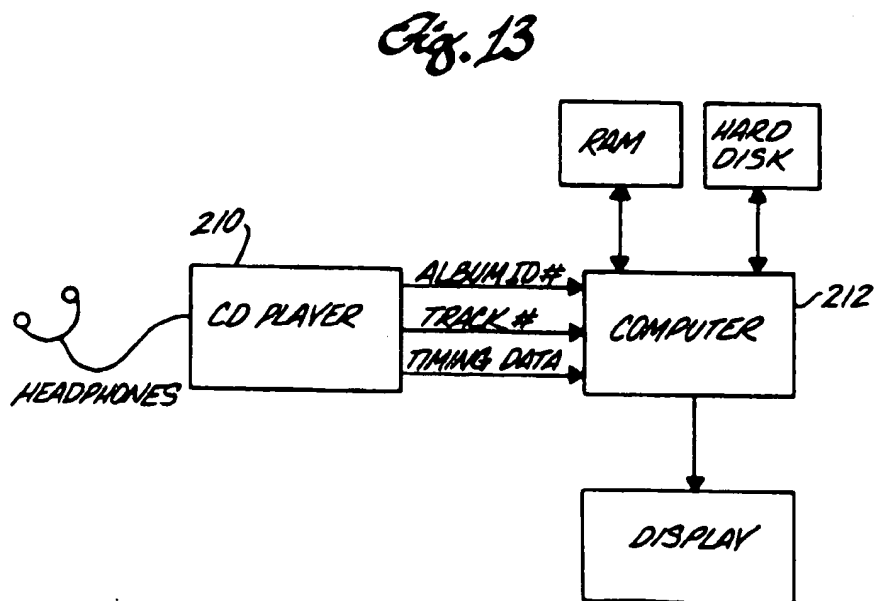 Fig. 13
RAM
HARD
DISK
210
ALBUM ID #
CD PLAYER
TRACK #
COMPUTER
212
TIMING DATA
HEADPHONES
DISPLAY